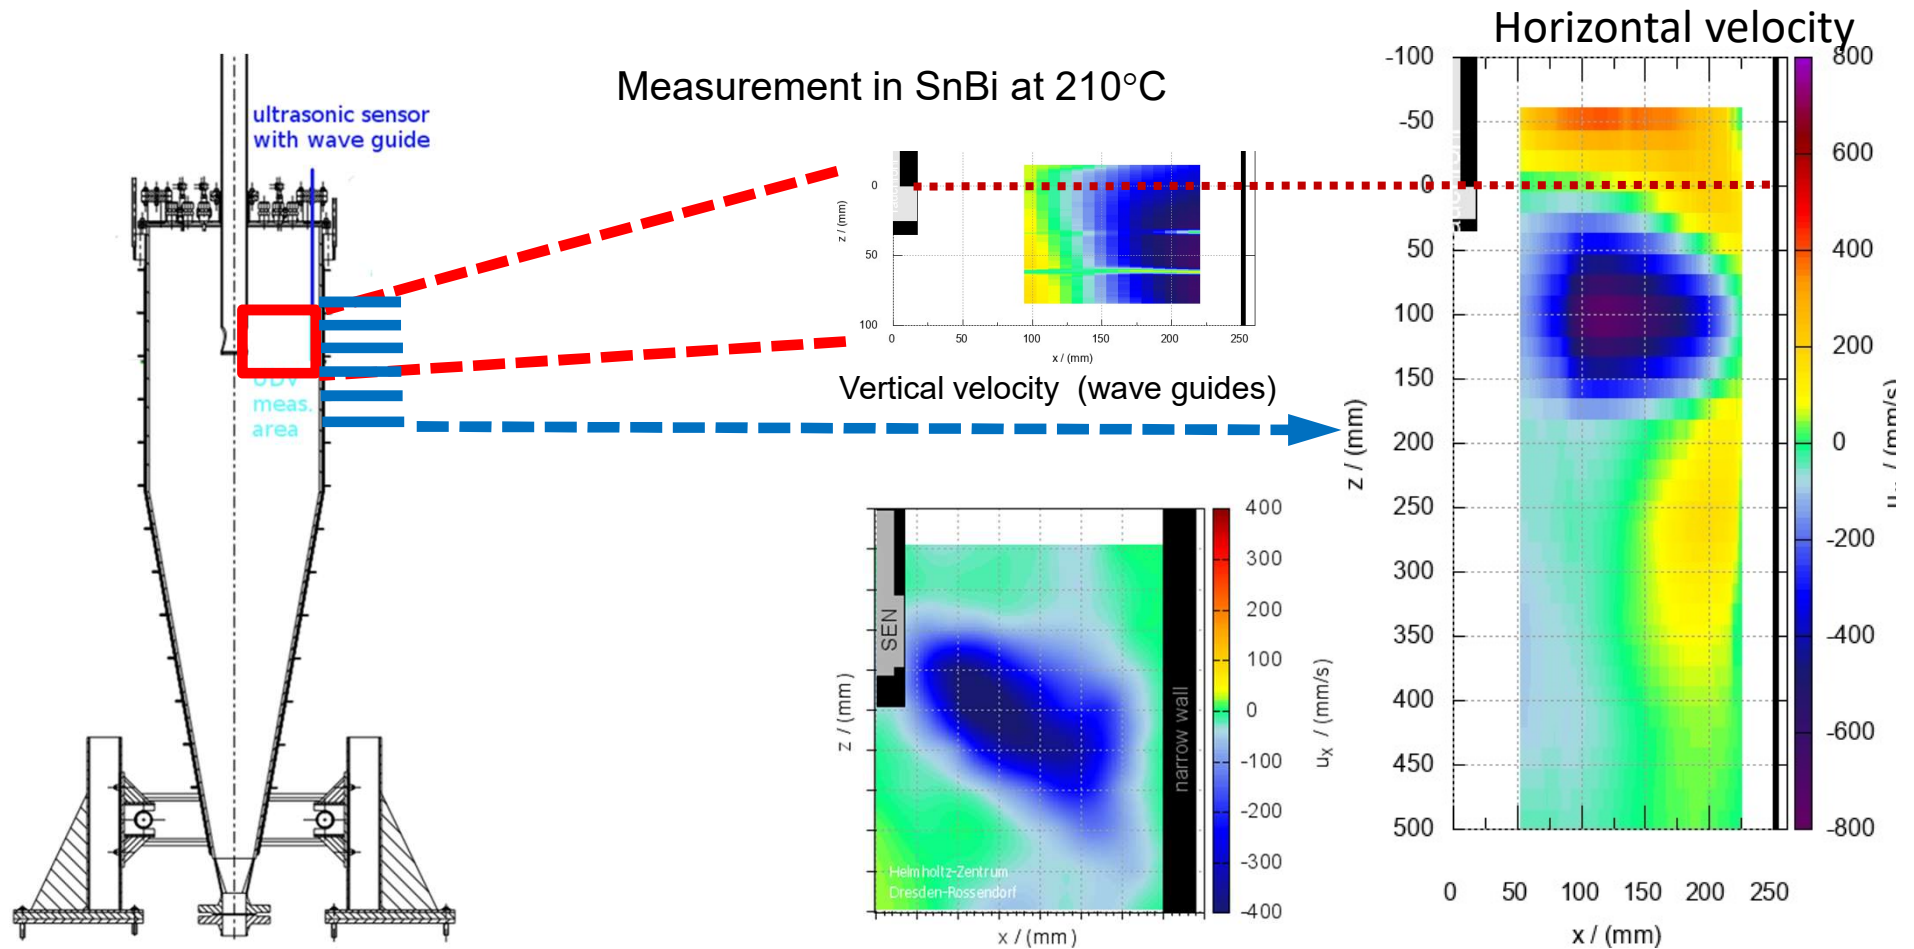 Horizontal velocity
Measurement in SnBi at 210°C
ultrasonic sensor
with wave guide
meas.
area
z / (mm)
0
50
100
0
50
100
150
200
250
x / (mm)
Vertical velocity (wave guides)
SEN
narrow wall
Helmholtz-Zentrum
Dresden-Rossendorf
z / (mm)
x / (mm)
400
300
200
100
0
-100
-200
-300
-400
uX / (mm/s)
-100
-50
0
50
100
150
200
250
300
350
400
450
500
z / (mm)
0
50
100
150
200
250
x / (mm)
800
600
400
200
0
-200
-400
-600
-800
/ (mm/s)